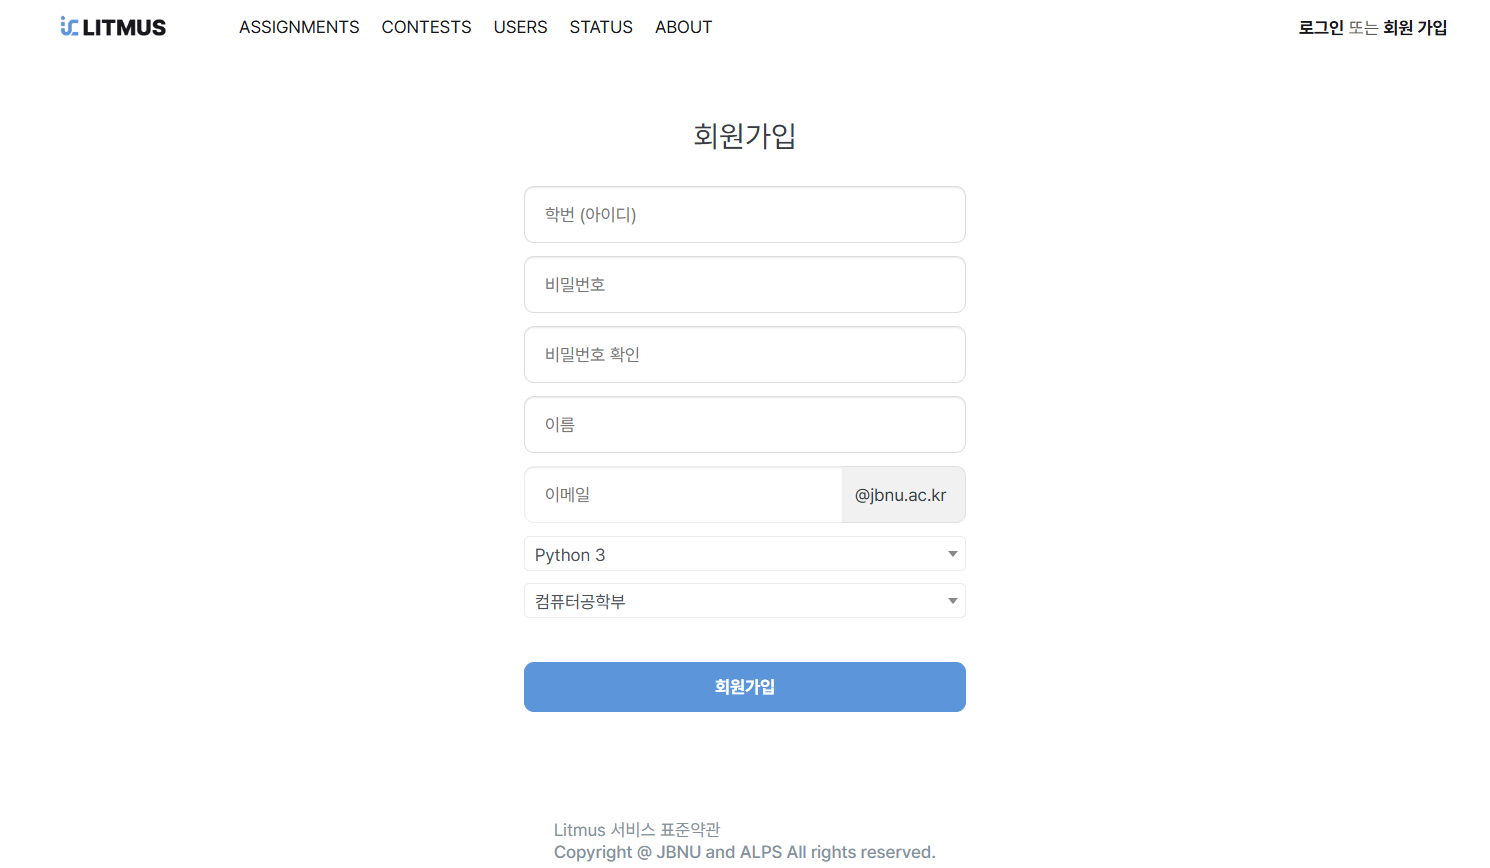 LITMUS ASSIGNMENTS CONTESTS USERS STATUS ABOUT 로그인 또는 회원 가입
회원가입
학번 (아이디)
비밀번호
비밀번호 확인
이름
이메일 @jbnu.ac.kr
Python 3
컴퓨터공학부
회원가입
Litmus 서비스 표준약관
Copyright @ JBNU and ALPS All rights reserved.